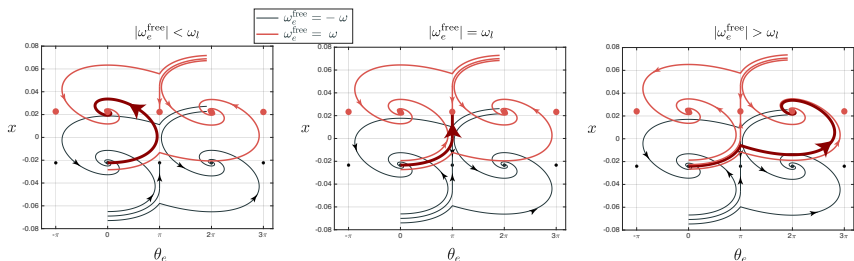 |ω_e^free| < ω_l
ω_e^free = − ω
ω_e^free = ω
|ω_e^free| = ω_l
|ω_e^free| > ω_l
0.08
0.06
0.04
0.02
0
-0.02
-0.04
-0.06
-0.08
x
-π
0
π
2π
3π
θ_e
0.08
0.06
0.04
0.02
0
-0.02
-0.04
-0.06
-0.08
x
-π
0
π
2π
3π
θ_e
0.08
0.06
0.04
0.02
0
-0.02
-0.04
-0.06
-0.08
x
-π
0
π
2π
3π
θ_e